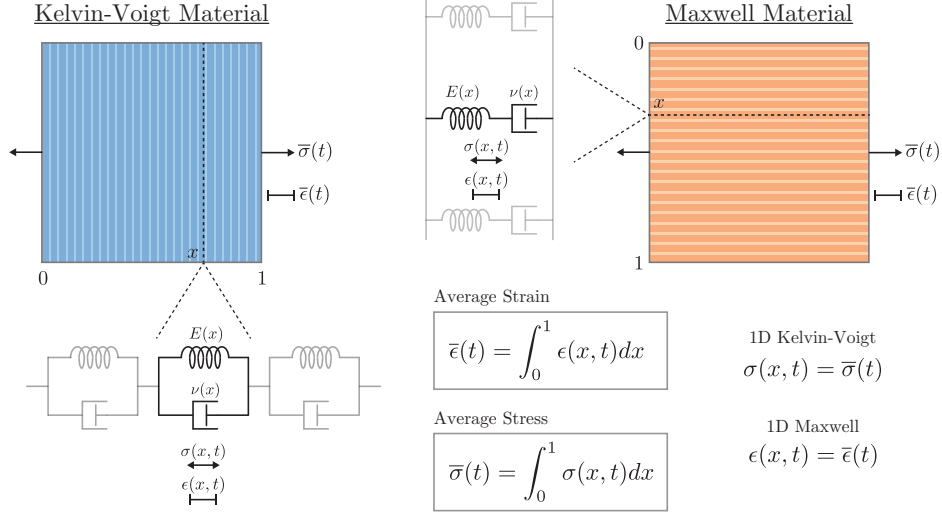 Kelvin-Voigt Material
x
0
1
σ̅(t)
ϵ̅(t)
E(x)
ν(x)
σ(x,t)
ϵ(x,t)
E(x)
ν(x)
σ(x,t)
ϵ(x,t)
Maxwell Material
0
x
1
σ̅(t)
ϵ̅(t)
Average Strain
ϵ̅(t) = ∫₀¹ ϵ(x,t)dx
Average Stress
σ̅(t) = ∫₀¹ σ(x,t)dx
1D Kelvin-Voigt
σ(x,t) = σ̅(t)
1D Maxwell
ϵ(x,t) = ϵ̅(t)